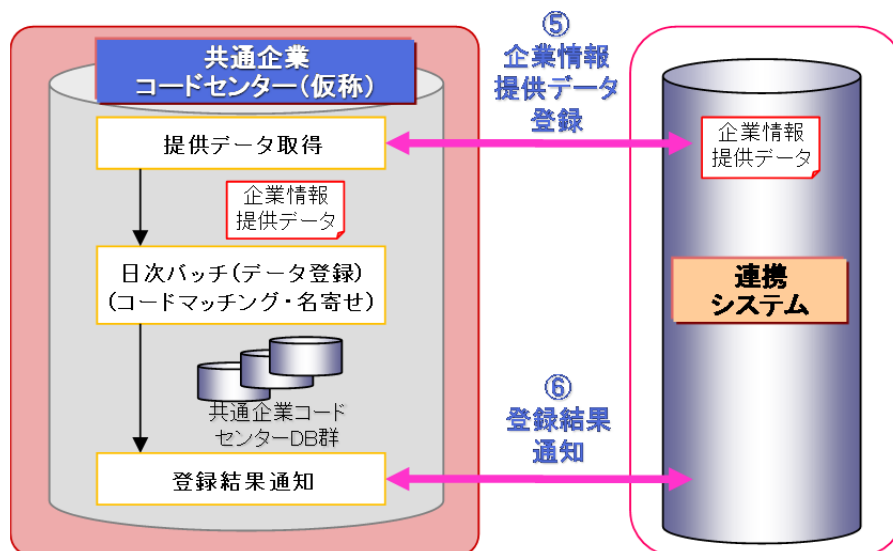 共通企業
コードセンター(仮称)
⑤
企業情報
提供データ
登録
提供データ取得
企業情報
提供データ
企業情報
提供データ
日次バッチ(データ登録)
(コードマッチング・名寄せ)
連携
システム
共通企業コード
センターDB群
⑥
登録結果
通知
登録結果通知